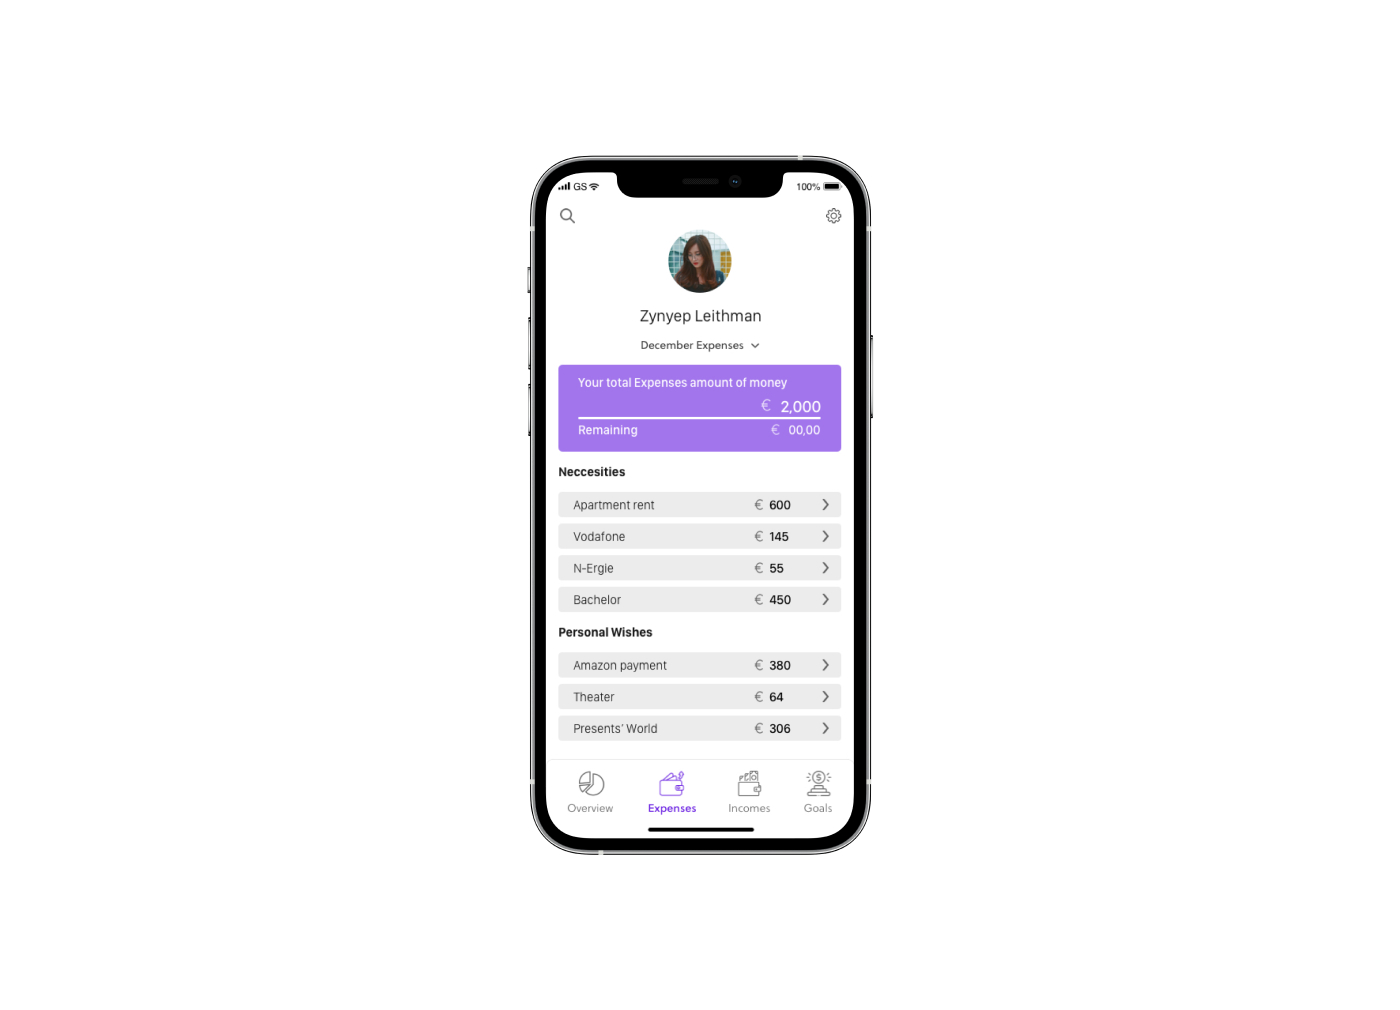 GS 100%
Zynyep Leithman
December Expenses
Your total Expenses amount of money
€ 2,000
Remaining € 00,00
Neccesities
Apartment rent € 600
Vodafone € 145
N-Ergie € 55
Bachelor € 450
Personal Wishes
Amazon payment € 380
Theater € 64
Presents' World € 306
Overview Expenses Incomes Goals